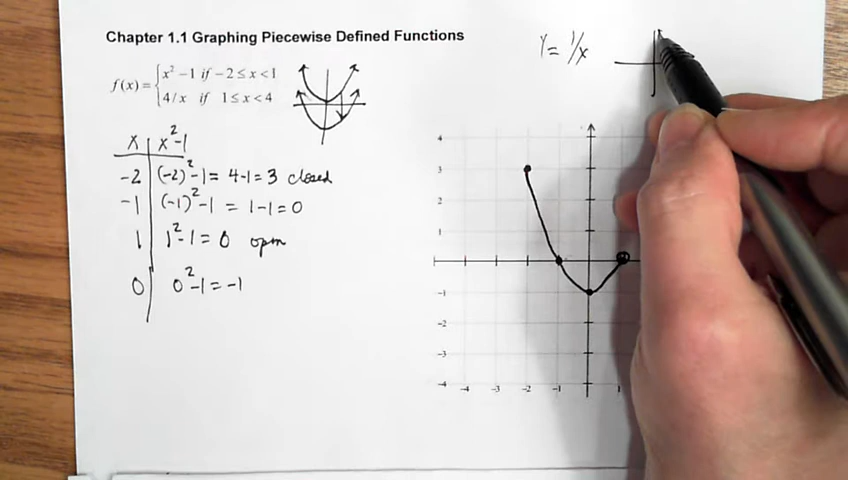 Chapter 1.1 Graphing Piecewise Defined Functions
y = 1/x
f(x) = { x² − 1 if − 2 ≤ x < 1
4/x if 1 ≤ x < 4
x | x²-1
-2 | (-2)²-1 = 4-1 = 3 closed
-1 | (-1)²-1 = 1-1 = 0
1 | 1²-1 = 0 open
0 | 0²-1 = -1
4
3
2
1
-1
-2
-3
-4
-4 -3 -2 -1 1